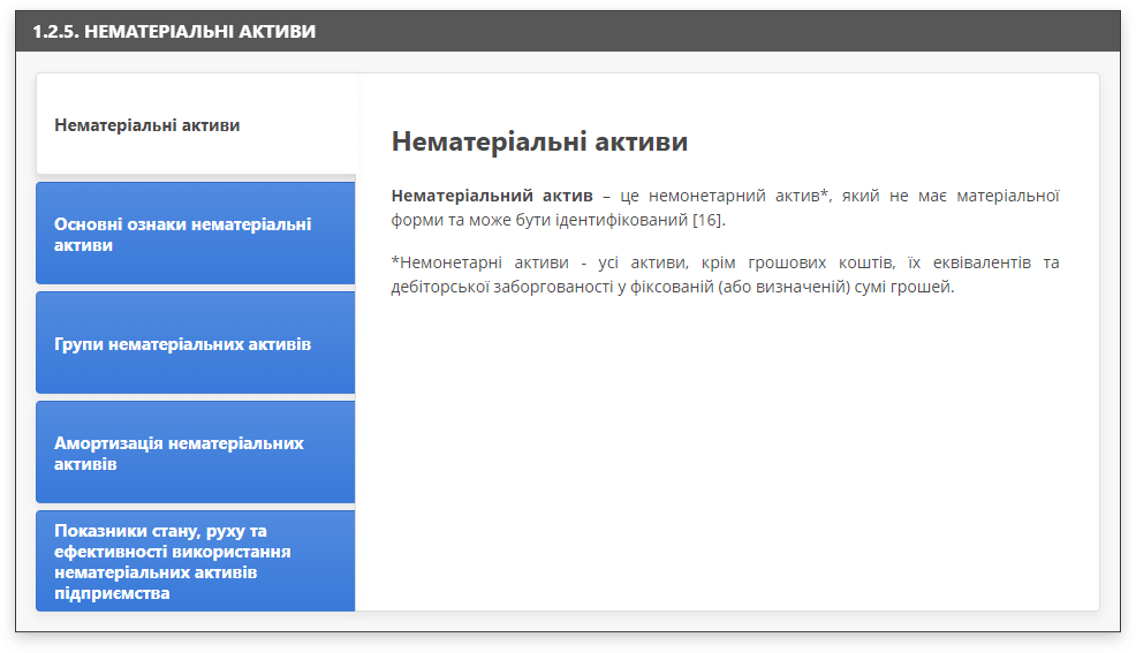 1.2.5. НЕМАТЕРІАЛЬНІ АКТИВИ
Нематеріальні активи
Основні ознаки нематеріальні
активи
Групи нематеріальних активів
Амортизація нематеріальних
активів
Показники стану, руху та
ефективності використання
нематеріальних активів
підприємства
Нематеріальні активи
Нематеріальний актив – це немонетарний актив*, який не має матеріальної
форми та може бути ідентифікований [16].
*Немонетарні активи - усі активи, крім грошових коштів, їх еквівалентів та
дебіторської заборгованості у фіксованій (або визначеній) сумі грошей.